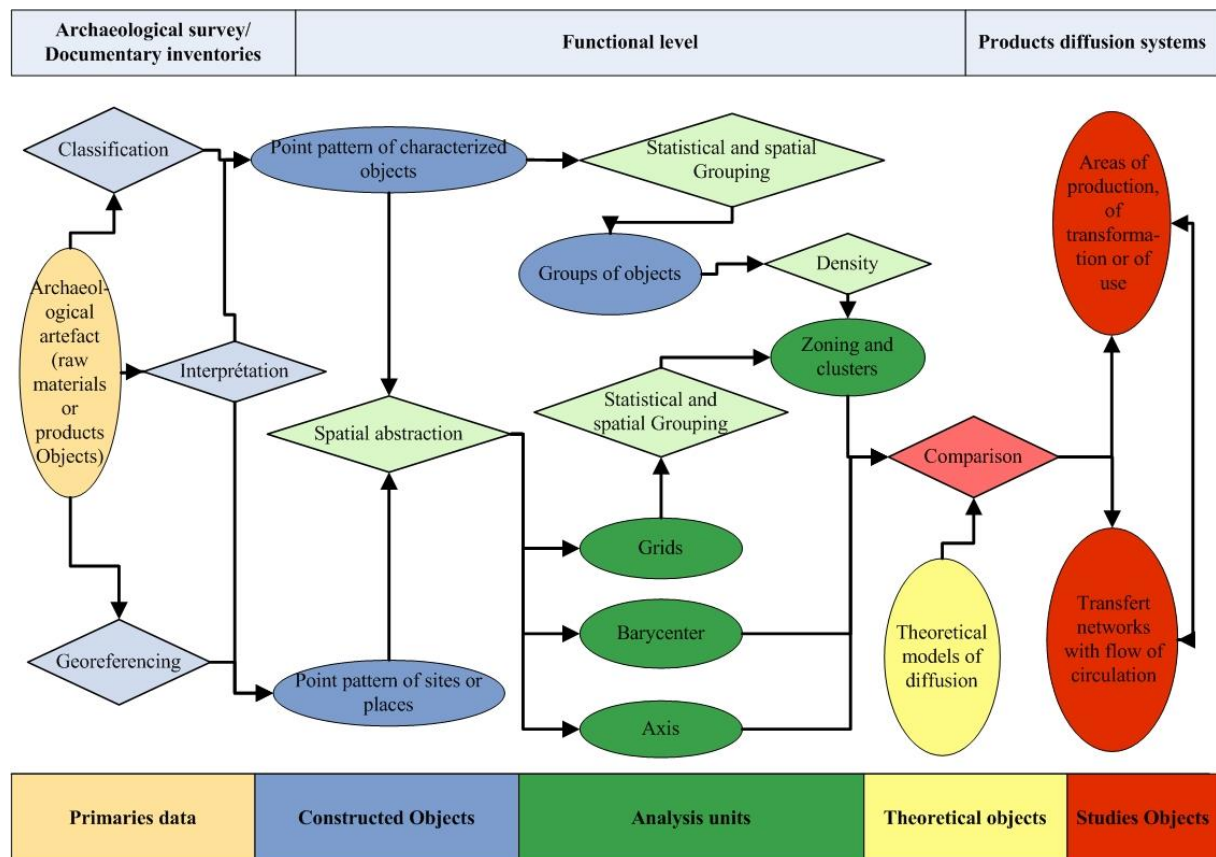 Archaeological survey/
Documentary inventories
Functional level
Products diffusion systems
Classification
Point pattern of characterized
objects
Statistical and spatial
Grouping
Areas of
production,
of
transforma-
tion or of
use
Groups of objects
Density
Archaeol-
ogical
artefact
(raw
materials
or
products
Objects)
Interprétation
Zoning and
clusters
Statistical and
spatial Grouping
Spatial abstraction
Comparison
Grids
Barycenter
Axis
Georeferencing
Point pattern of sites or
places
Theoretical
models of
diffusion
Transfert
networks
with flow of
circulation
Primaries data
Constructed Objects
Analysis units
Theoretical objects
Studies Objects